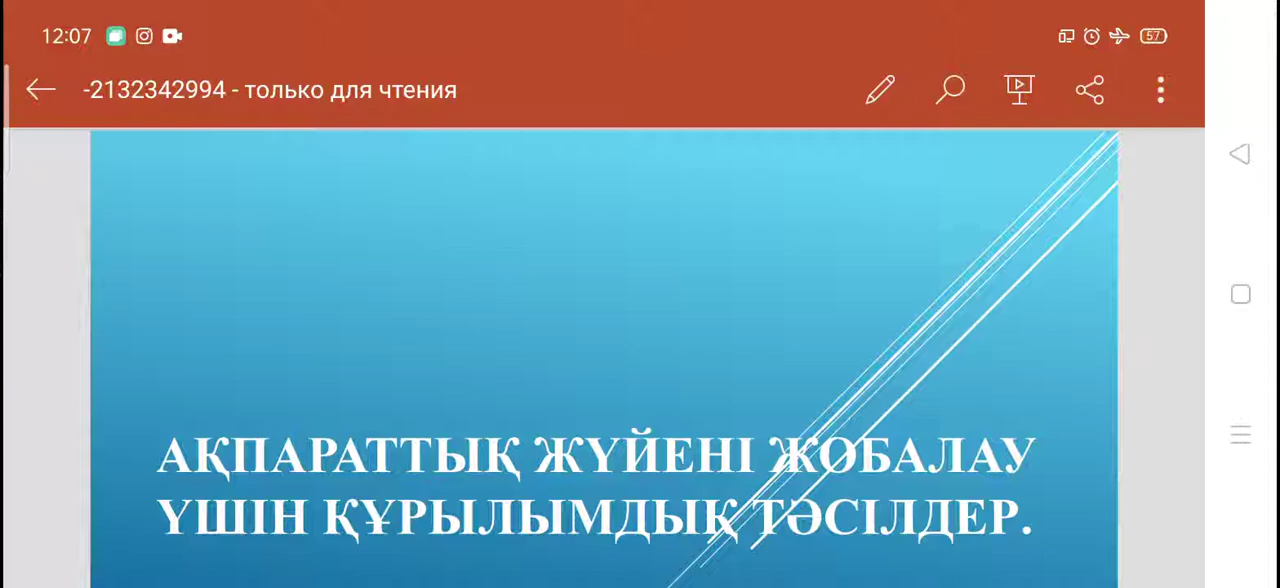 12:07
57
-2132342994 - только для чтения
АҚПАРАТТЫҚ ЖҮЙЕНІ ЖОБАЛАУ
ҮШІН ҚҰРЫЛЫМДЫҚ ТӘСІЛДЕР.